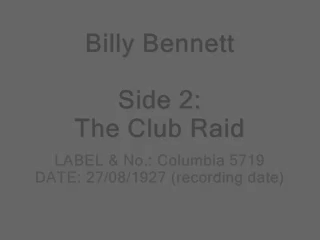 Billy Bennett
Side 2:
The Club Raid
LABEL & No.: Columbia 5719
DATE: 27/08/1927 (recording date)